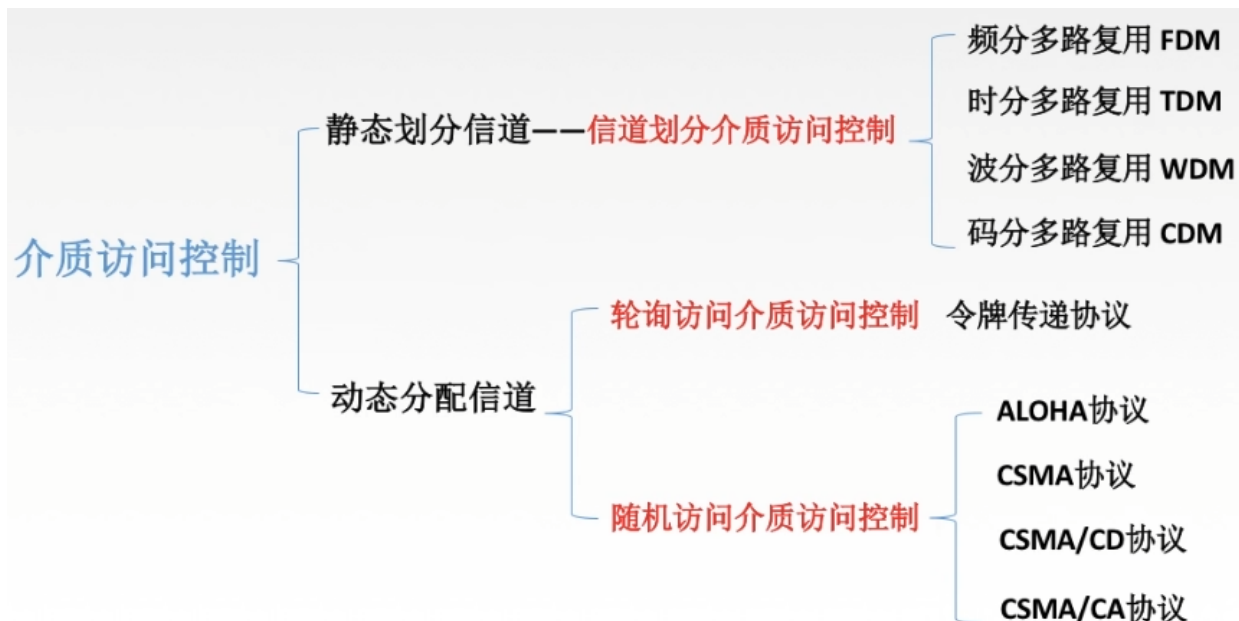 介质访问控制
静态划分信道——信道划分介质访问控制
频分多路复用 FDM
时分多路复用 TDM
波分多路复用 WDM
码分多路复用 CDM
动态分配信道
轮询访问介质访问控制 令牌传递协议
随机访问介质访问控制
ALOHA协议
CSMA协议
CSMA/CD协议
CSMA/CA协议